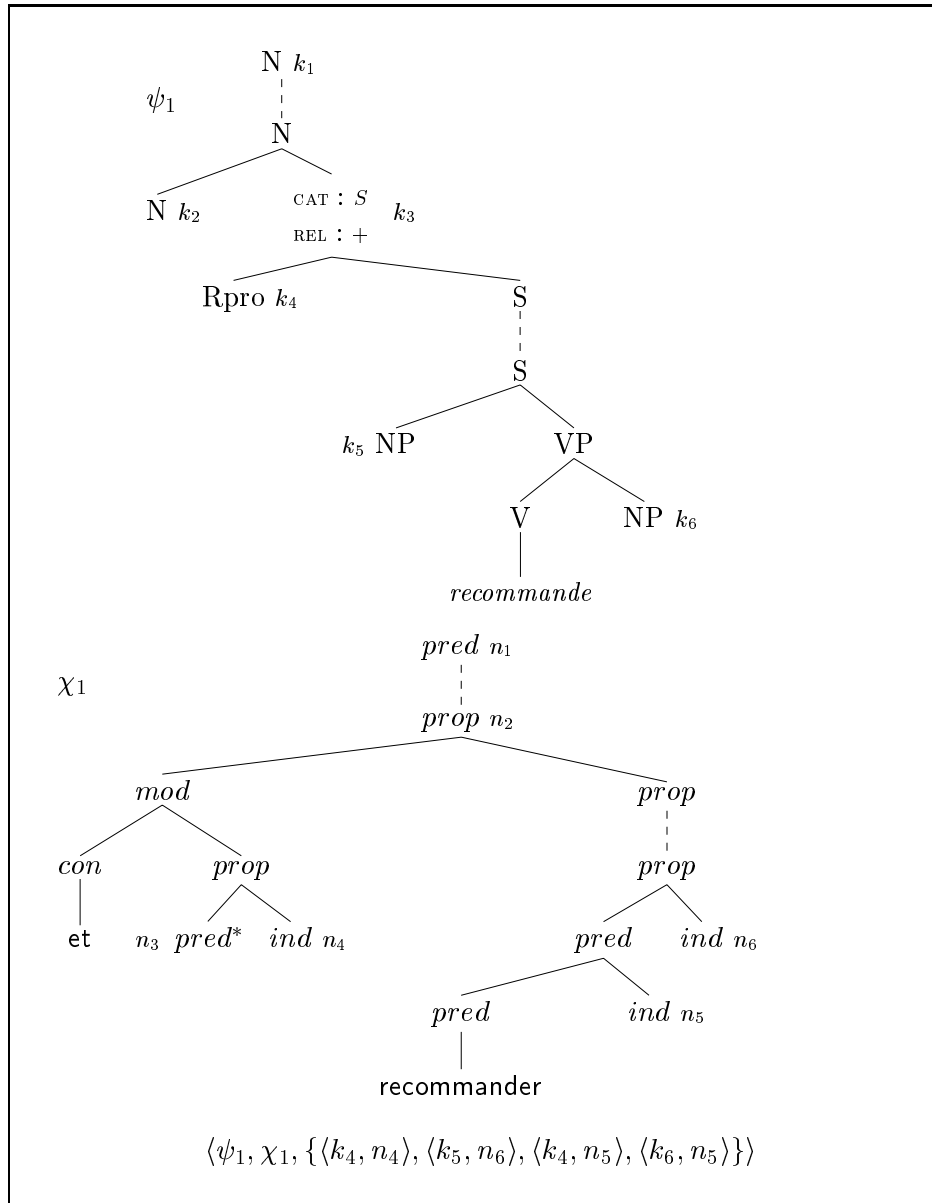 N k₁
ψ₁
N
N k₂ CAT : S k₃
REL : +
Rpro k₄ S
S
k₅ NP VP
V NP k₆
recommande
pred n₁
χ₁
prop n₂
mod prop
con prop prop
et n₃ pred* ind n₄ pred ind n₆
pred ind n₅
recommander
⟨ψ₁, χ₁, {⟨k₄, n₄⟩, ⟨k₅, n₆⟩, ⟨k₄, n₅⟩, ⟨k₆, n₅⟩}⟩